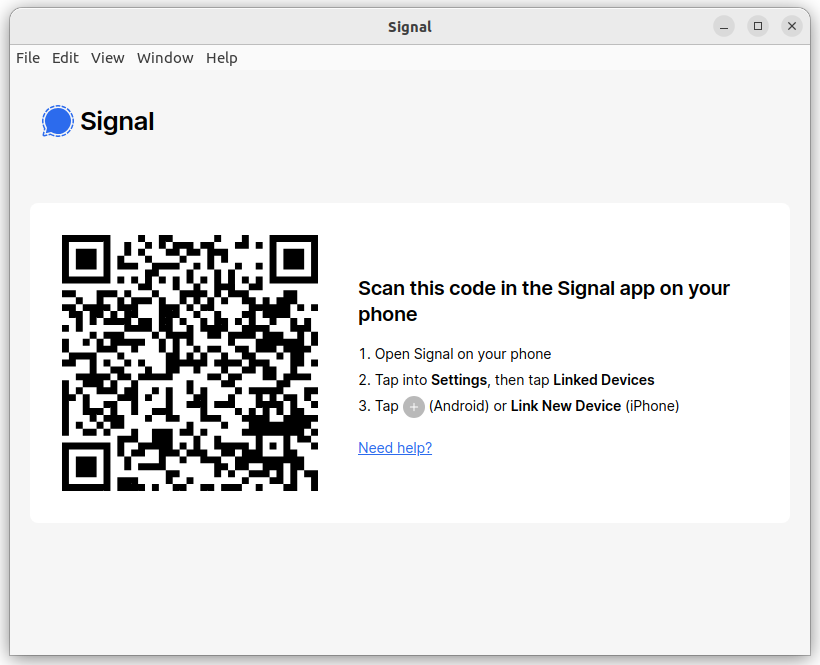 Signal
File Edit View Window Help
Signal
Scan this code in the Signal app on your
phone
1. Open Signal on your phone
2. Tap into Settings, then tap Linked Devices
3. Tap + (Android) or Link New Device (iPhone)
Need help?